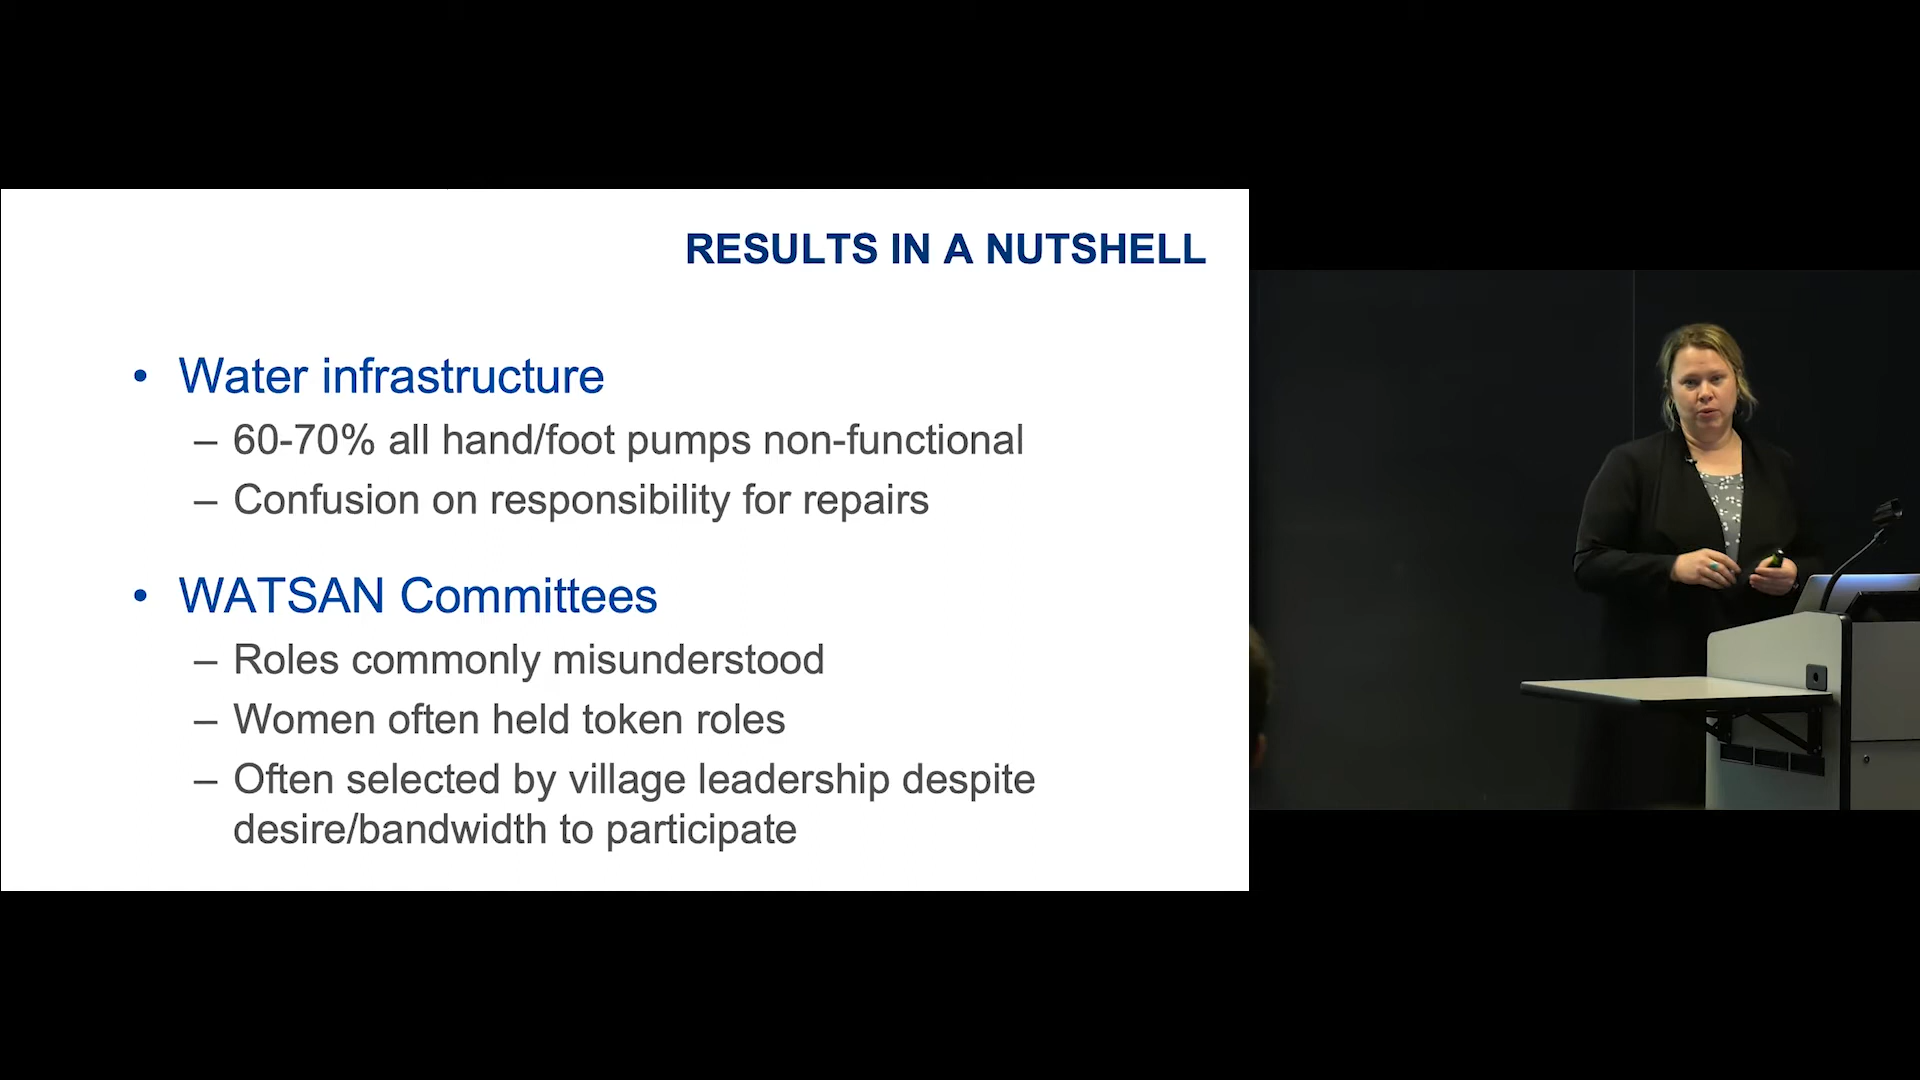 RESULTS IN A NUTSHELL
• Water infrastructure
– 60-70% all hand/foot pumps non-functional
– Confusion on responsibility for repairs
• WATSAN Committees
– Roles commonly misunderstood
– Women often held token roles
– Often selected by village leadership despite
desire/bandwidth to participate